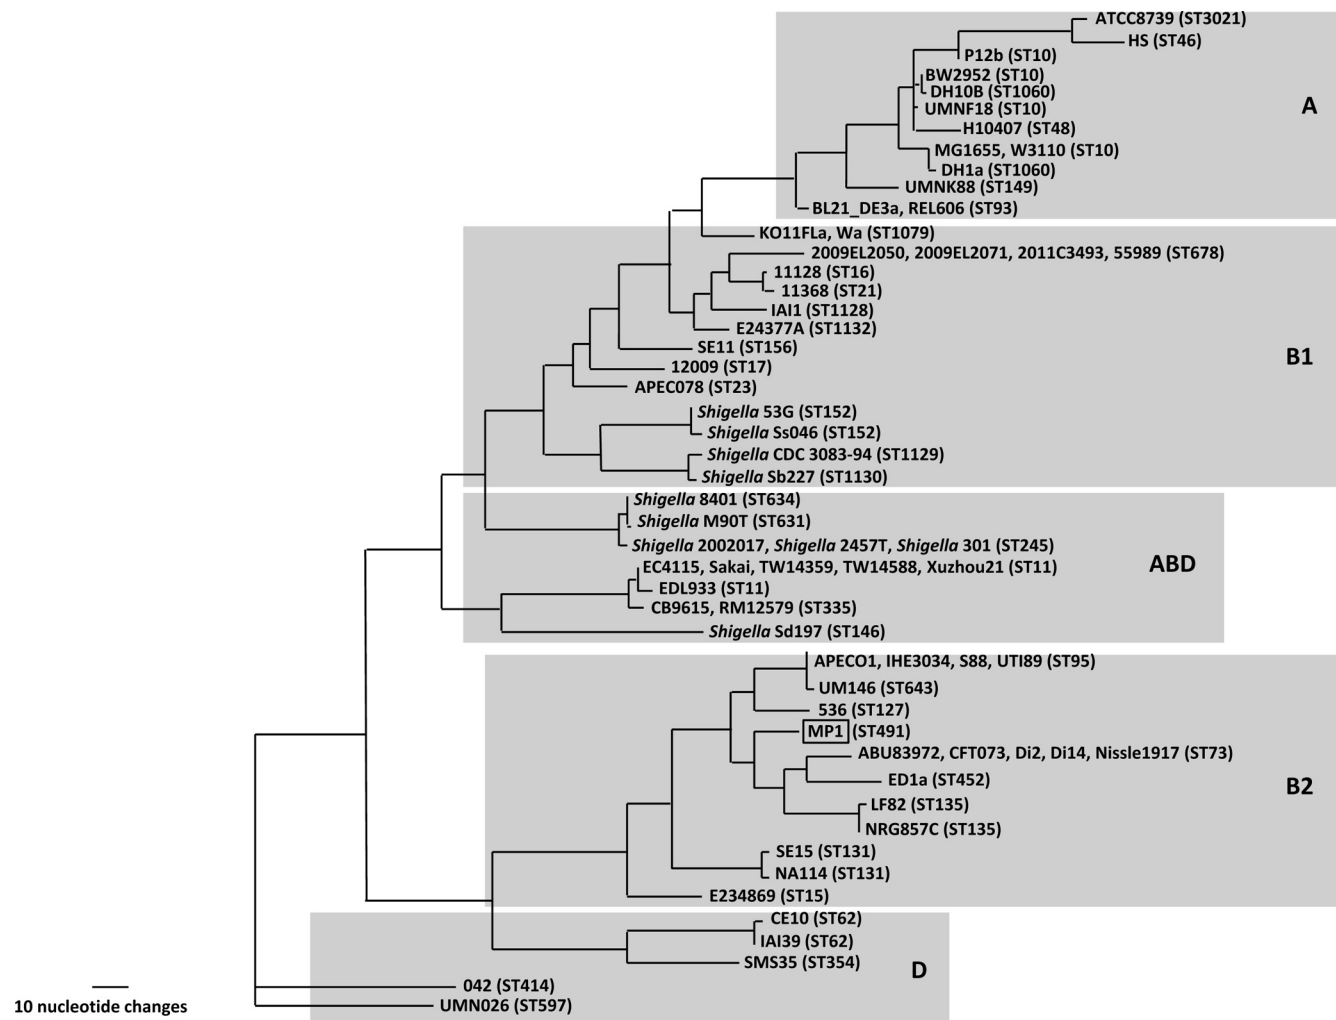 ATCC8739 (ST3021)
HS (ST46)
P12b (ST10)
BW2952 (ST10)
DH10B (ST1060)
UMNF18 (ST10)
A
H10407 (ST48)
MG1655, W3110 (ST10)
DH1a (ST1060)
UMNK88 (ST149)
BL21_DE3a, REL606 (ST93)
KO11FLa, Wa (ST1079)
2009EL2050, 2009EL2071, 2011C3493, 55989 (ST678)
11128 (ST16)
11368 (ST21)
IAI1 (ST1128)
E24377A (ST1132)
SE11 (ST156)
B1
12009 (ST17)
APEC078 (ST23)
Shigella 53G (ST152)
Shigella Ss046 (ST152)
Shigella CDC 3083-94 (ST1129)
Shigella Sb227 (ST1130)
Shigella 8401 (ST634)
Shigella M90T (ST631)
Shigella 2002017, Shigella 2457T, Shigella 301 (ST245)
ABD
EC4115, Sakai, TW14359, TW14588, Xuzhou21 (ST11)
EDL933 (ST11)
CB9615, RM12579 (ST335)
Shigella Sd197 (ST146)
APECO1, IHE3034, S88, UTI89 (ST95)
UM146 (ST643)
536 (ST127)
MP1 (ST491)
ABU83972, CFT073, Di2, Di14, Nissle1917 (ST73)
ED1a (ST452)
B2
LF82 (ST135)
NRG857C (ST135)
SE15 (ST131)
NA114 (ST131)
E234869 (ST15)
CE10 (ST62)
IAI39 (ST62)
SMS35 (ST354)
D
042 (ST414)
UMN026 (ST597)
10 nucleotide changes